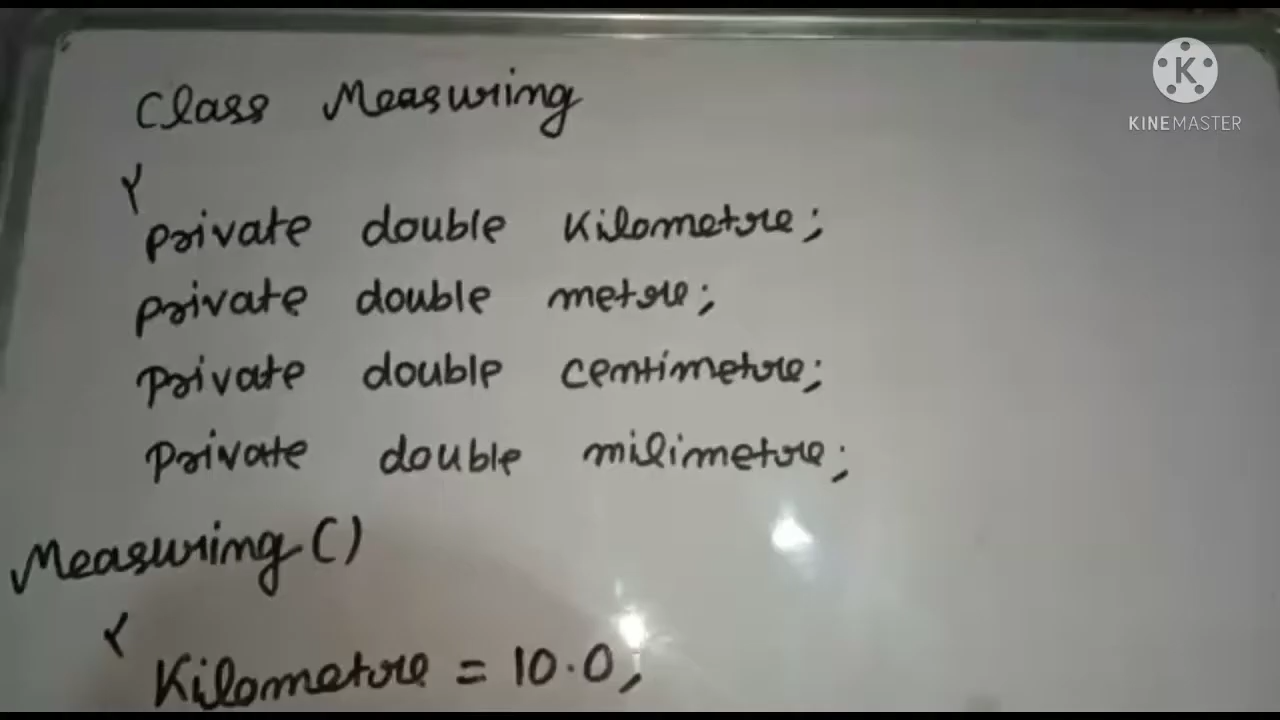 Class Measuring
{
private double Kilometre;
private double metre;
private double centimetre;
private double milimetre;
Measuring()
{
Kilometre = 10.0;
K
KINEMASTER